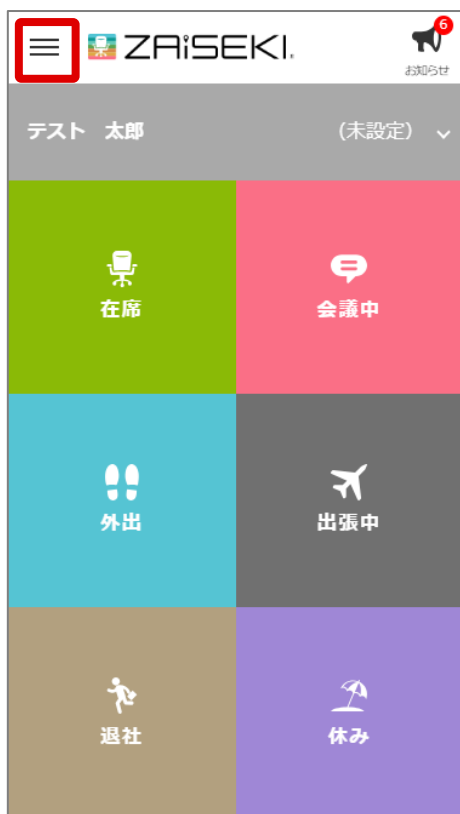 ZAiSEKI.
6
お知らせ
テスト 太郎 (未設定)
在席
会議中
外出
出張中
退社
休み